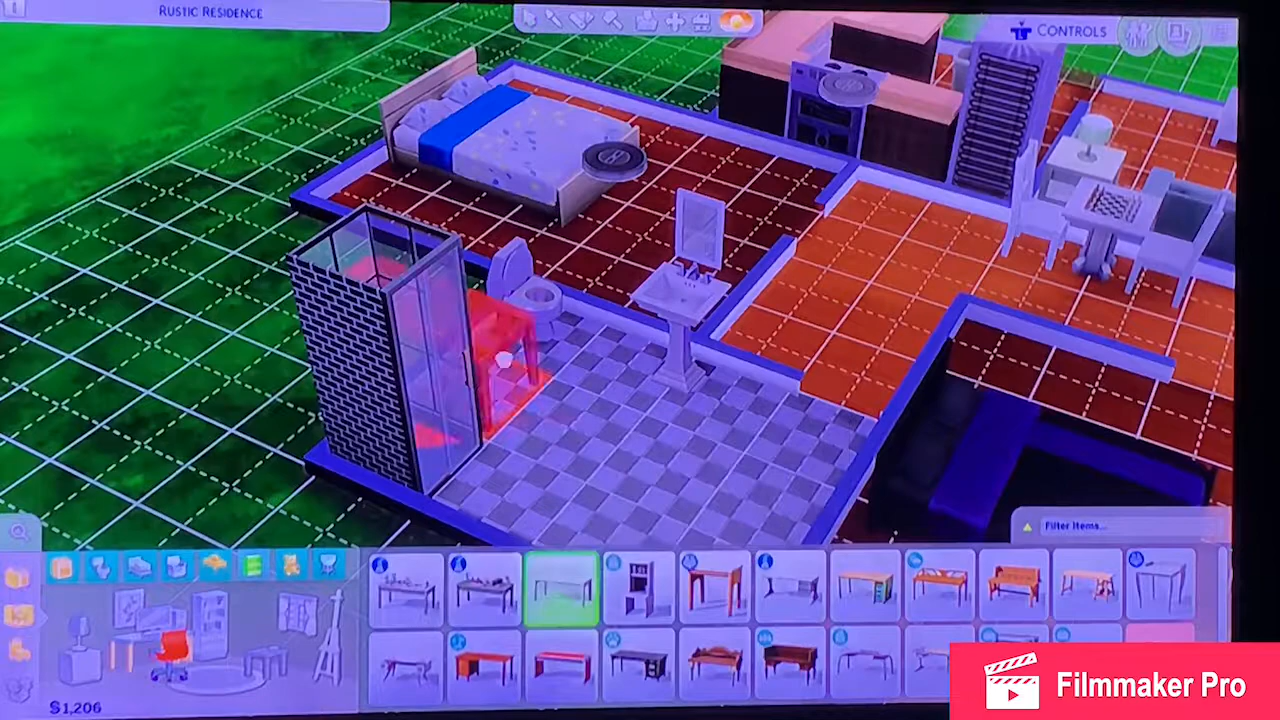 RUSTIC RESIDENCE
L
CONTROLS
Filter Items...
§1,206
Filmmaker Pro